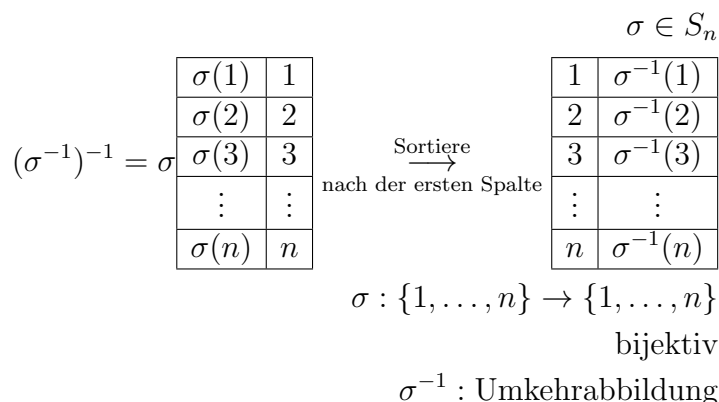 σ ∈ Sₙ
σ(1) 1 1 σ⁻¹(1)
σ(2) 2 2 σ⁻¹(2)
(σ⁻¹)⁻¹ = σ σ(3) 3 Sortiere ⟶ nach der ersten Spalte 3 σ⁻¹(3)
⋮ ⋮ ⋮ ⋮
σ(n) n n σ⁻¹(n)
σ : {1, …, n} → {1, …, n}
bijektiv
σ⁻¹ : Umkehrabbildung